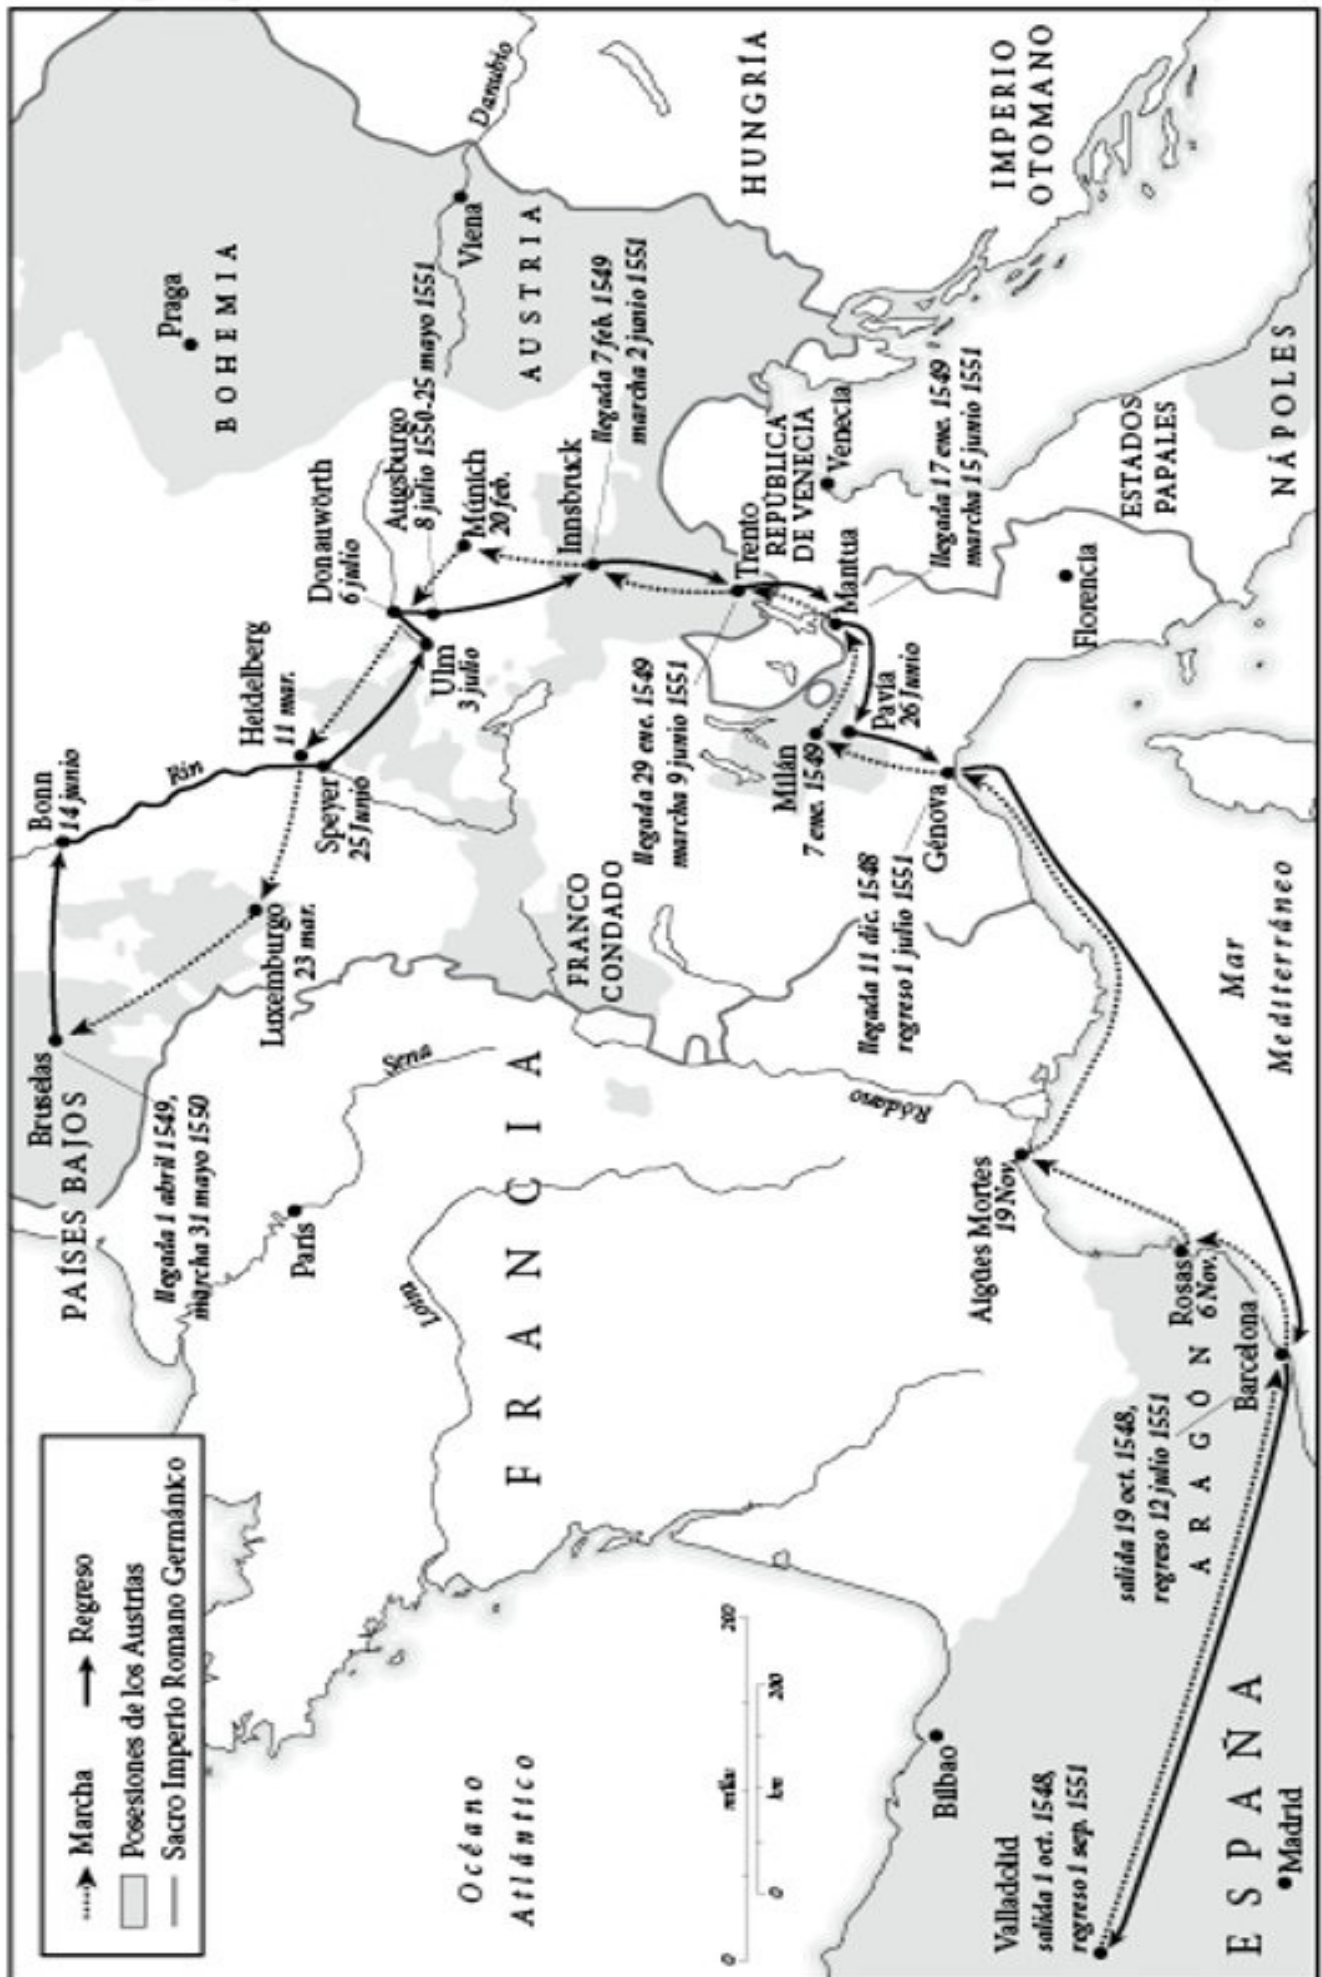 Marcha
Regreso
Posesiones de los Austrias
Sacro Imperio Romano Germánico
PAÍSES BAJOS
Bruselas
llegada 1 abril 1549,
marcha 31 mayo 1550
Bonn
14 junio
Rin
Luxemburgo
23 mar.
Heidelberg
11 mar.
Speyer
25 Junio
Donauwörth
6 julio
Ulm
3 julio
Augsburgo
8 julio 1550-25 mayo 1551
Múnich
20 feb.
Praga
BOHEMIA
Viena
Danubio
AUSTRIA
HUNGRÍA
IMPERIO
OTOMANO
Innsbruck
llegada 7 feb. 1549
marcha 2 junio 1551
Trento
llegada 29 ene. 1549
marcha 9 junio 1551
REPÚBLICA
DE VENECIA
Venecia
Mantua
llegada 17 ene. 1549
marcha 15 junio 1551
Milán
7 ene. 1549
Pavía
26 Junio
Génova
llegada 11 dic. 1548
regreso 1 julio 1551
Florencia
ESTADOS
PAPALES
NÁPOLES
París
Sena
Loira
FRANCIA
FRANCO
CONDADO
Ródano
Aigües Mortes
19 Nov.
Rosas
6 Nov.
Barcelona
salida 19 oct. 1548,
regreso 12 julio 1551
ARAGÓN
Mar
Mediterráneo
Océano
Atlántico
0 millas 200
0 km 200
Bilbao
Valladolid
salida 1 oct. 1548,
regreso 1 sep. 1551
ESPAÑA
Madrid